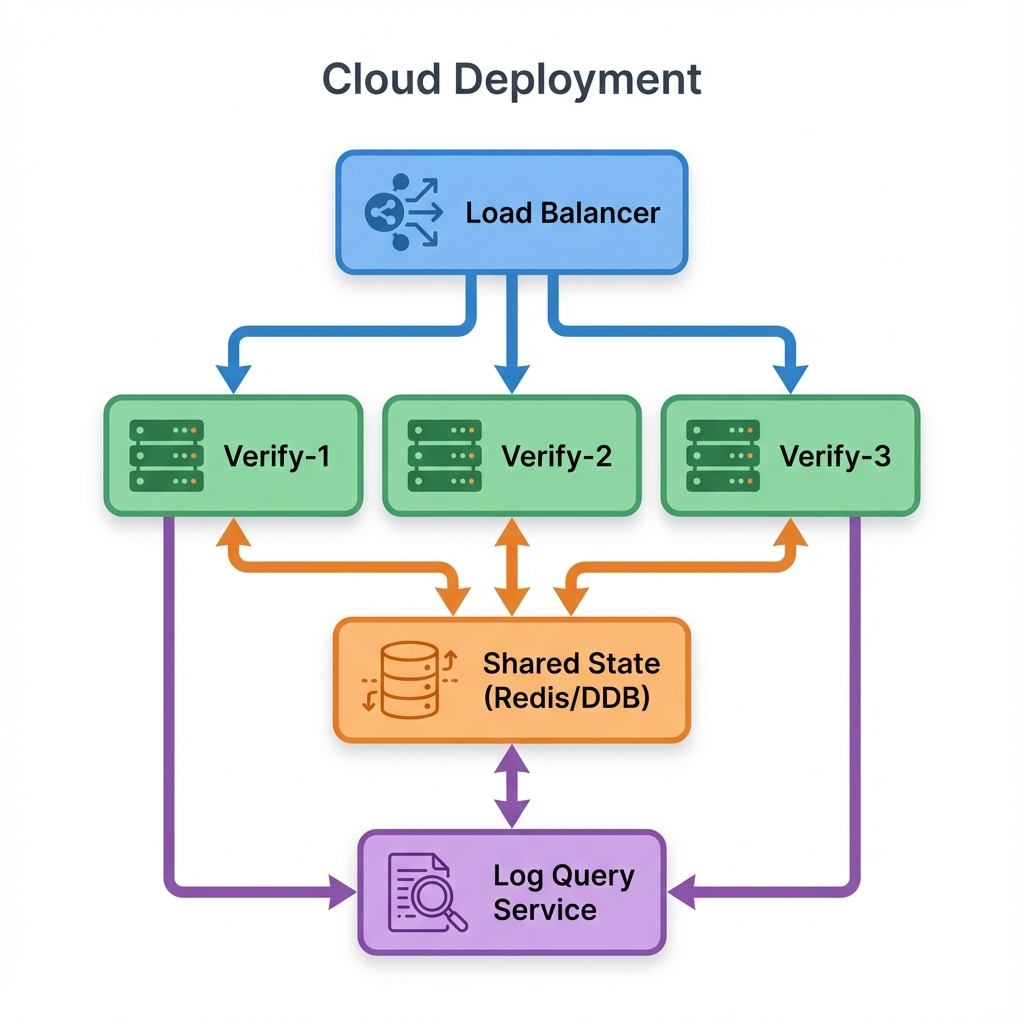 Cloud Deployment
Load Balancer
Verify-1
Verify-2
Verify-3
Shared State
(Redis/DDB)
Log Query
Service